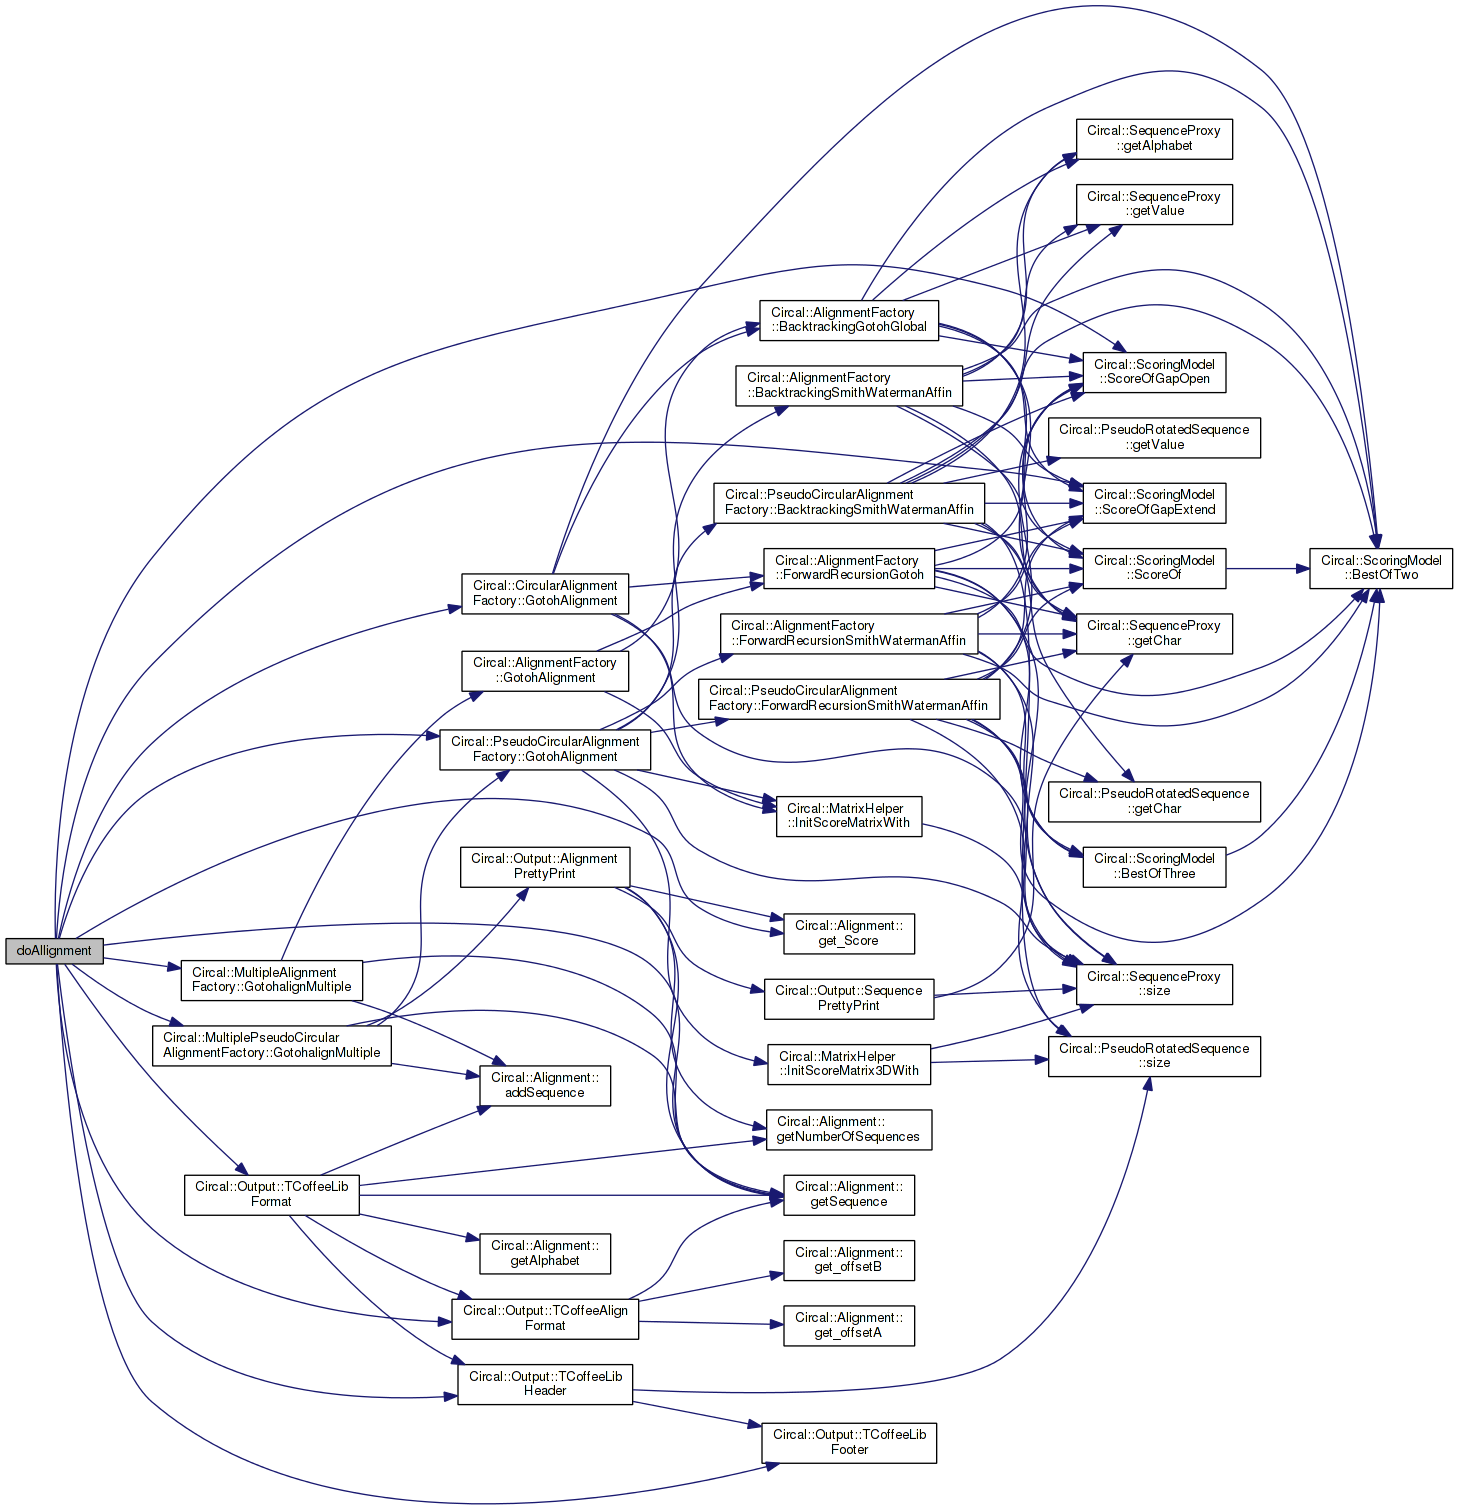 doAllignment
Circal::MultipleAlignment
Factory::GotohalignMultiple
Circal::MultiplePseudoCircular
AlignmentFactory::GotohalignMultiple
Circal::Output::TCoffeeLib
Format
Circal::CircularAlignment
Factory::GotohAlignment
Circal::AlignmentFactory
::GotohAlignment
Circal::PseudoCircularAlignment
Factory::GotohAlignment
Circal::Output::Alignment
PrettyPrint
Circal::Alignment::
addSequence
Circal::Alignment::
getAlphabet
Circal::Output::TCoffeeAlign
Format
Circal::Output::TCoffeeLib
Header
Circal::AlignmentFactory
::BacktrackingGotohGlobal
Circal::AlignmentFactory
::BacktrackingSmithWatermanAffin
Circal::PseudoCircularAlignment
Factory::BacktrackingSmithWatermanAffin
Circal::AlignmentFactory
::ForwardRecursionGotoh
Circal::AlignmentFactory
::ForwardRecursionSmithWatermanAffin
Circal::PseudoCircularAlignment
Factory::ForwardRecursionSmithWatermanAffin
Circal::MatrixHelper
::InitScoreMatrixWith
Circal::Alignment::
get_Score
Circal::Output::Sequence
PrettyPrint
Circal::MatrixHelper
::InitScoreMatrix3DWith
Circal::Alignment::
getNumberOfSequences
Circal::Alignment::
getSequence
Circal::Alignment::
get_offsetB
Circal::Alignment::
get_offsetA
Circal::Output::TCoffeeLib
Footer
Circal::SequenceProxy
::getAlphabet
Circal::SequenceProxy
::getValue
Circal::ScoringModel
::ScoreOfGapOpen
Circal::PseudoRotatedSequence
::getValue
Circal::ScoringModel
::ScoreOfGapExtend
Circal::ScoringModel
::ScoreOf
Circal::SequenceProxy
::getChar
Circal::PseudoRotatedSequence
::getChar
Circal::ScoringModel
::BestOfThree
Circal::SequenceProxy
::size
Circal::PseudoRotatedSequence
::size
Circal::ScoringModel
::BestOfTwo